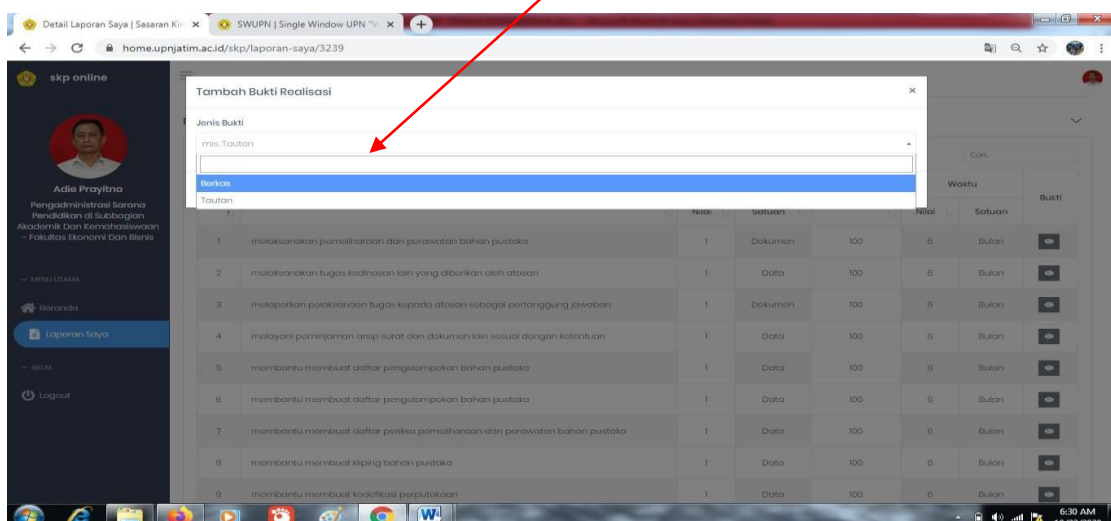 Detail Laporan Saya | Sasaran Kin
SWUPN | Single Window UPN "V
home.upnjatim.ac.id/skp/laporan-saya/3239
skp online
Tambah Bukti Realisasi
Jenis Bukti
mis. Tautan
Berkas
Tautan
Cari..
Adie Prayitno
Pengadministrasi Sarana
Pendidikan di Subbagian
Akademik Dan Kemahasiswaan
- Fakultas Ekonomi Dan Bisnis
Waktu
Bukti
Nilai Satuan Nilai Satuan
1 melaksanakan pemeliharaan dan perawatan bahan pustaka 1 Dokumen 100 6 Bulan
2 melaksanakan tugas kedinasan lain yang diberikan oleh atasan 1 Data 100 6 Bulan
3 melaporkan pelaksanaan tugas kepada atasan sebagai pertanggung jawaban 1 Dokumen 100 6 Bulan
4 melayani peminjaman arsip surat dan dokumen lain sesuai dengan ketentuan 1 Data 100 6 Bulan
5 membantu membuat daftar pengelompokan bahan pustaka 1 Data 100 6 Bulan
6 membantu membuat daftar pengelompokan bahan pustaka 1 Data 100 6 Bulan
7 membantu membuat daftar periksa pemeliharaan dan perawatan bahan pustaka 1 Data 100 6 Bulan
8 membantu membuat kliping bahan pustaka 1 Data 100 6 Bulan
9 membantu membuat kodefikasi perputakaan 1 Data 100 6 Bulan
— MENU UTAMA
Beranda
Laporan Saya
— AKUN
Logout
6:30 AM